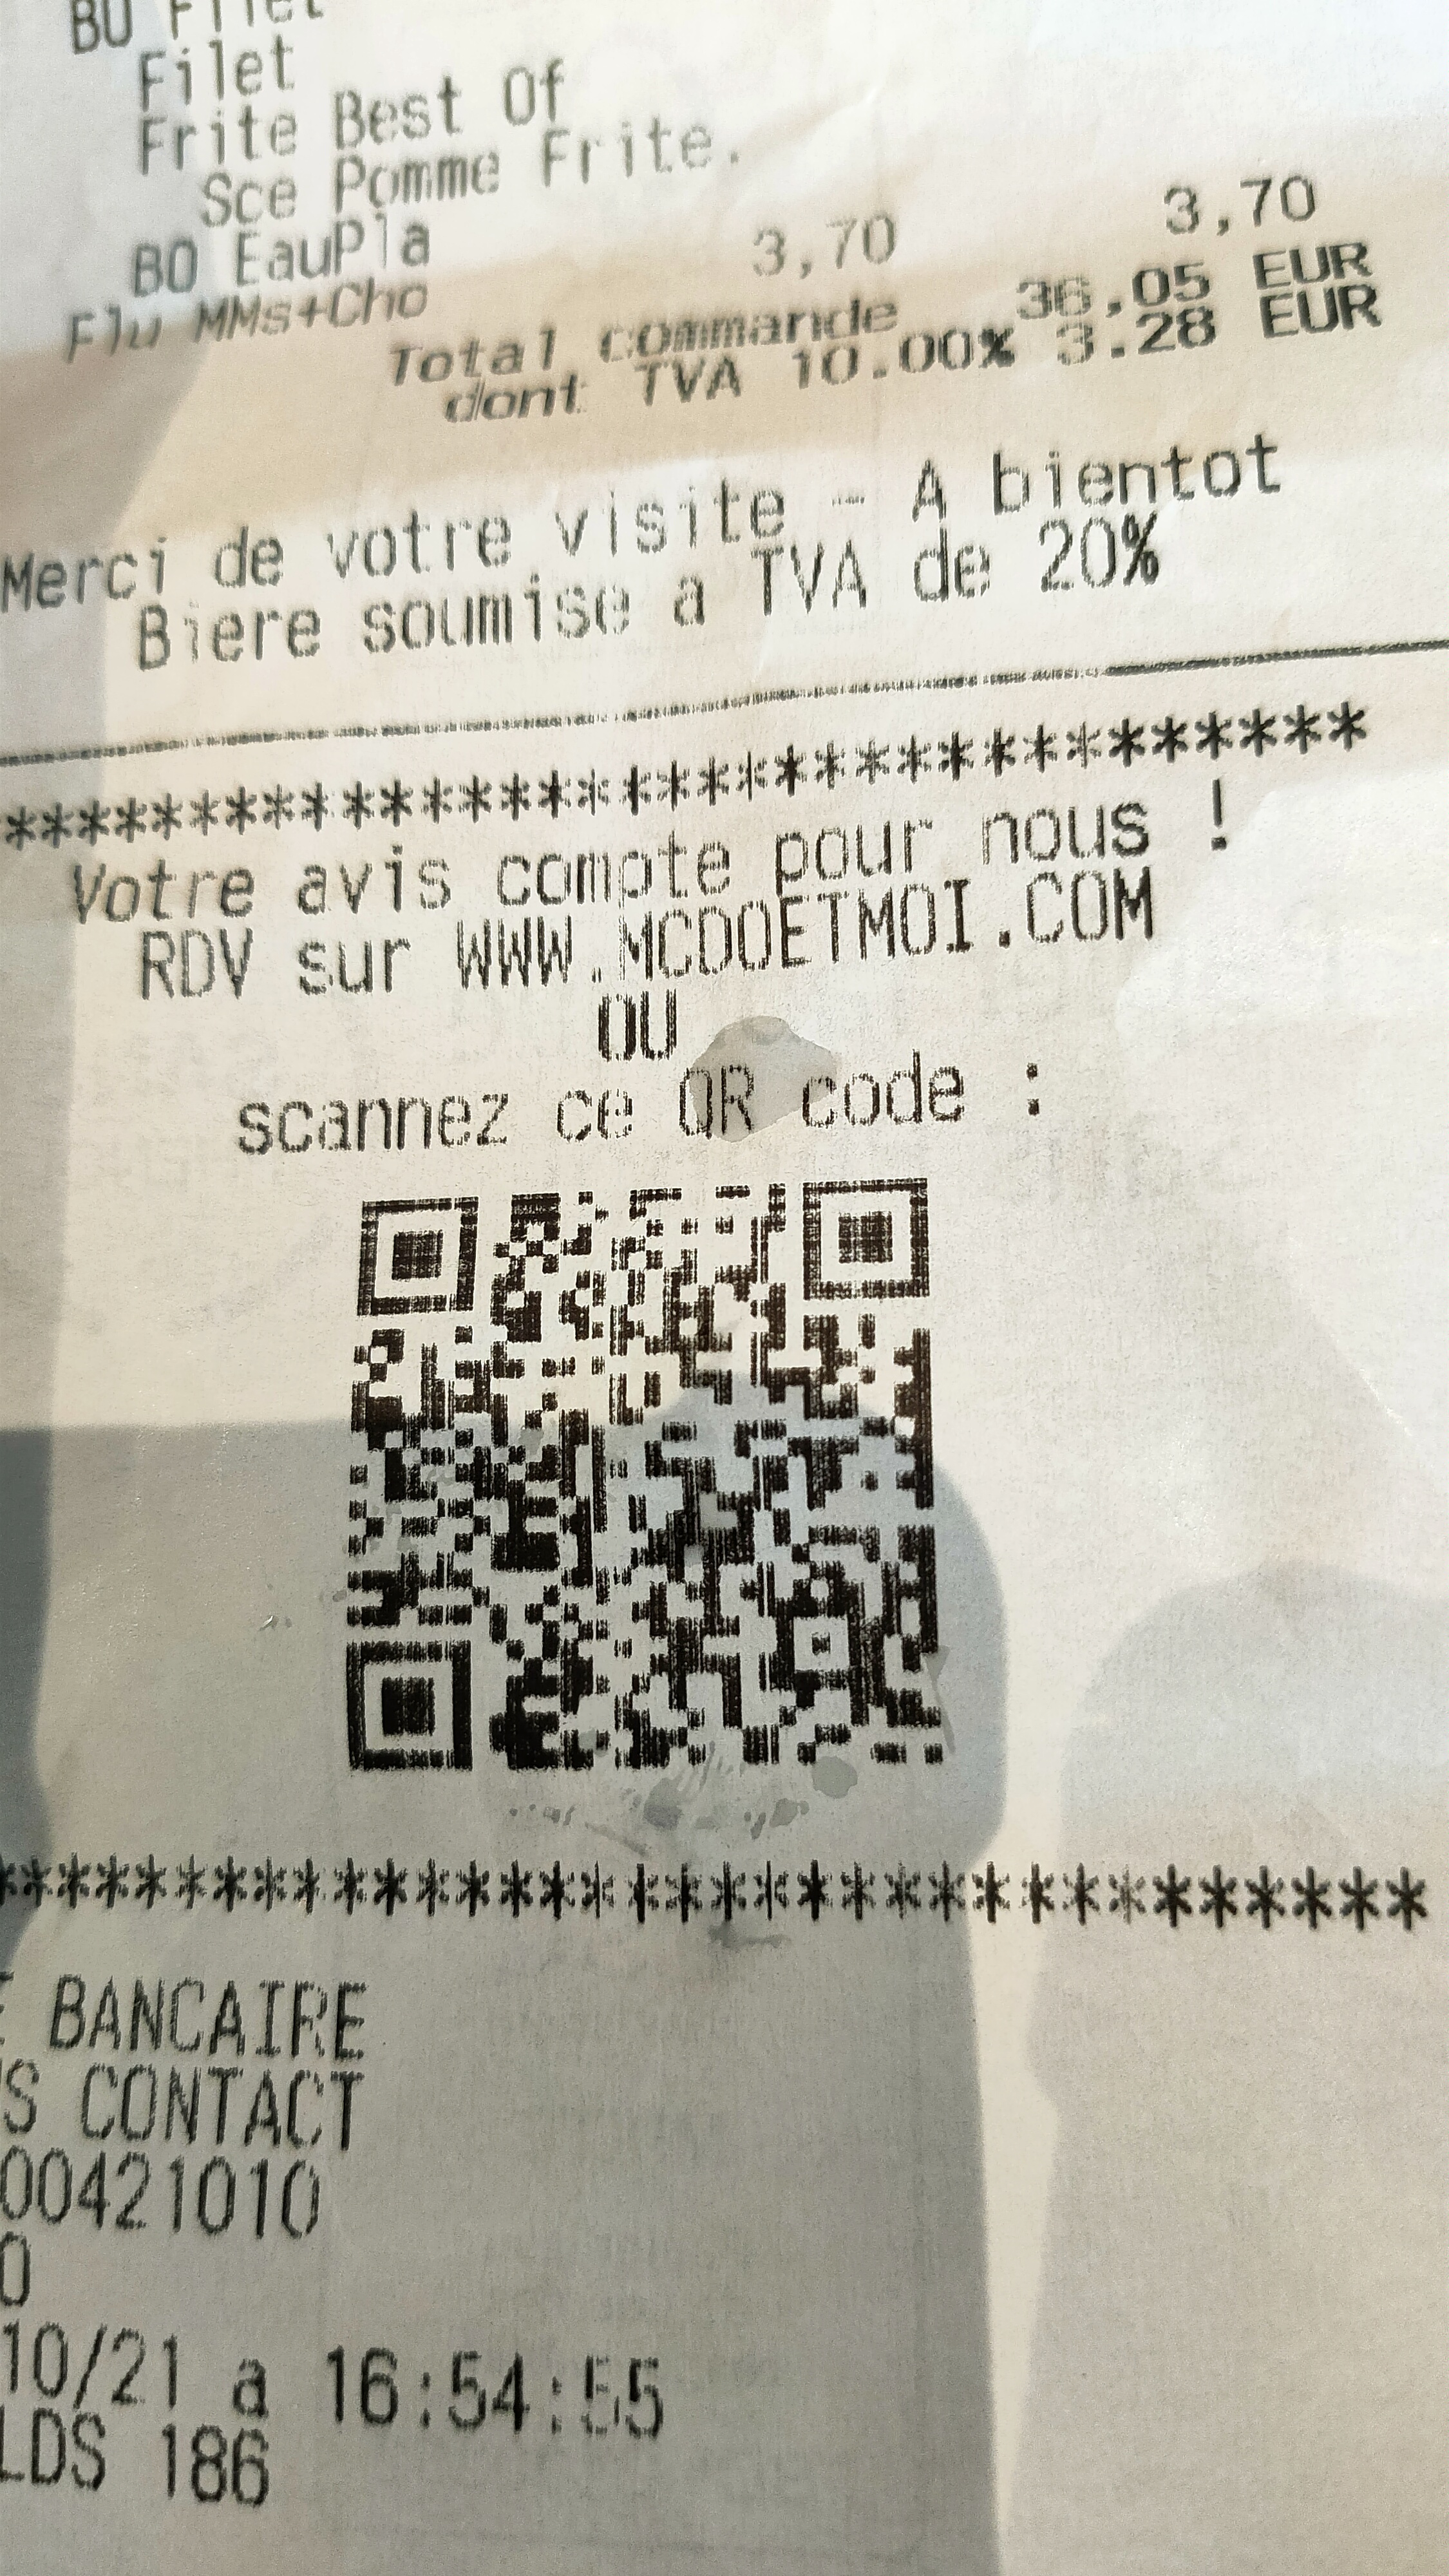 BO Filet
Filet
Frite Best Of
Sce Pomme Frite.
BO EauPla
Flu MMs+Cho 3,70 3,70
Total commande 36,05 EUR
dont TVA 10.00% 3.28 EUR
Merci de votre visite - A bientot
Biere soumise a TVA de 20%
***********************************
Votre avis compte pour nous !
RDV sur WWW.MCDOETMOI.COM
OU
scannez ce QR code :
***********************************
E BANCAIRE
S CONTACT
00421010
0
10/21 a 16:54:55
LDS 186